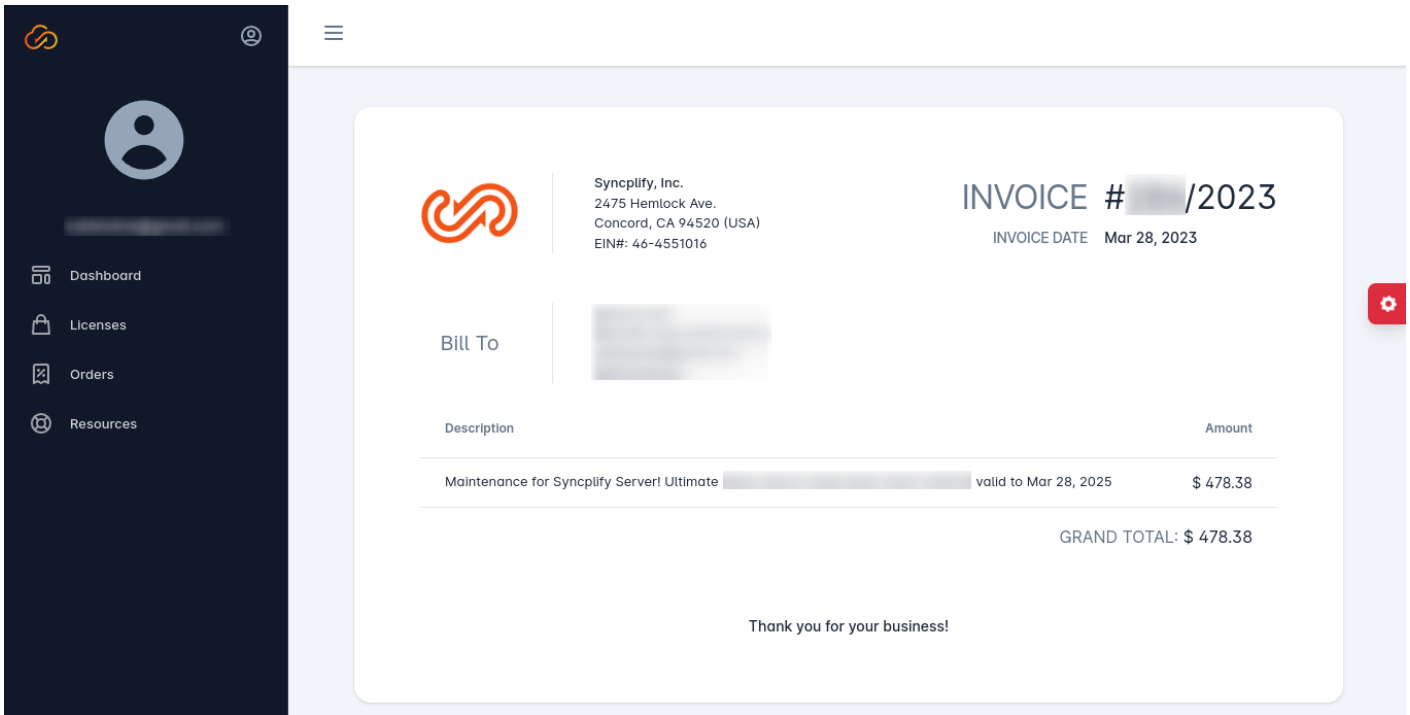 Dashboard
Licenses
Orders
Resources
Syncplify, Inc.
2475 Hemlock Ave.
Concord, CA 94520 (USA)
EIN#: 46-4551016
INVOICE # /2023
INVOICE DATE Mar 28, 2023
Bill To
Description Amount
Maintenance for Syncplify Server! Ultimate valid to Mar 28, 2025 $ 478.38
GRAND TOTAL: $ 478.38
Thank you for your business!